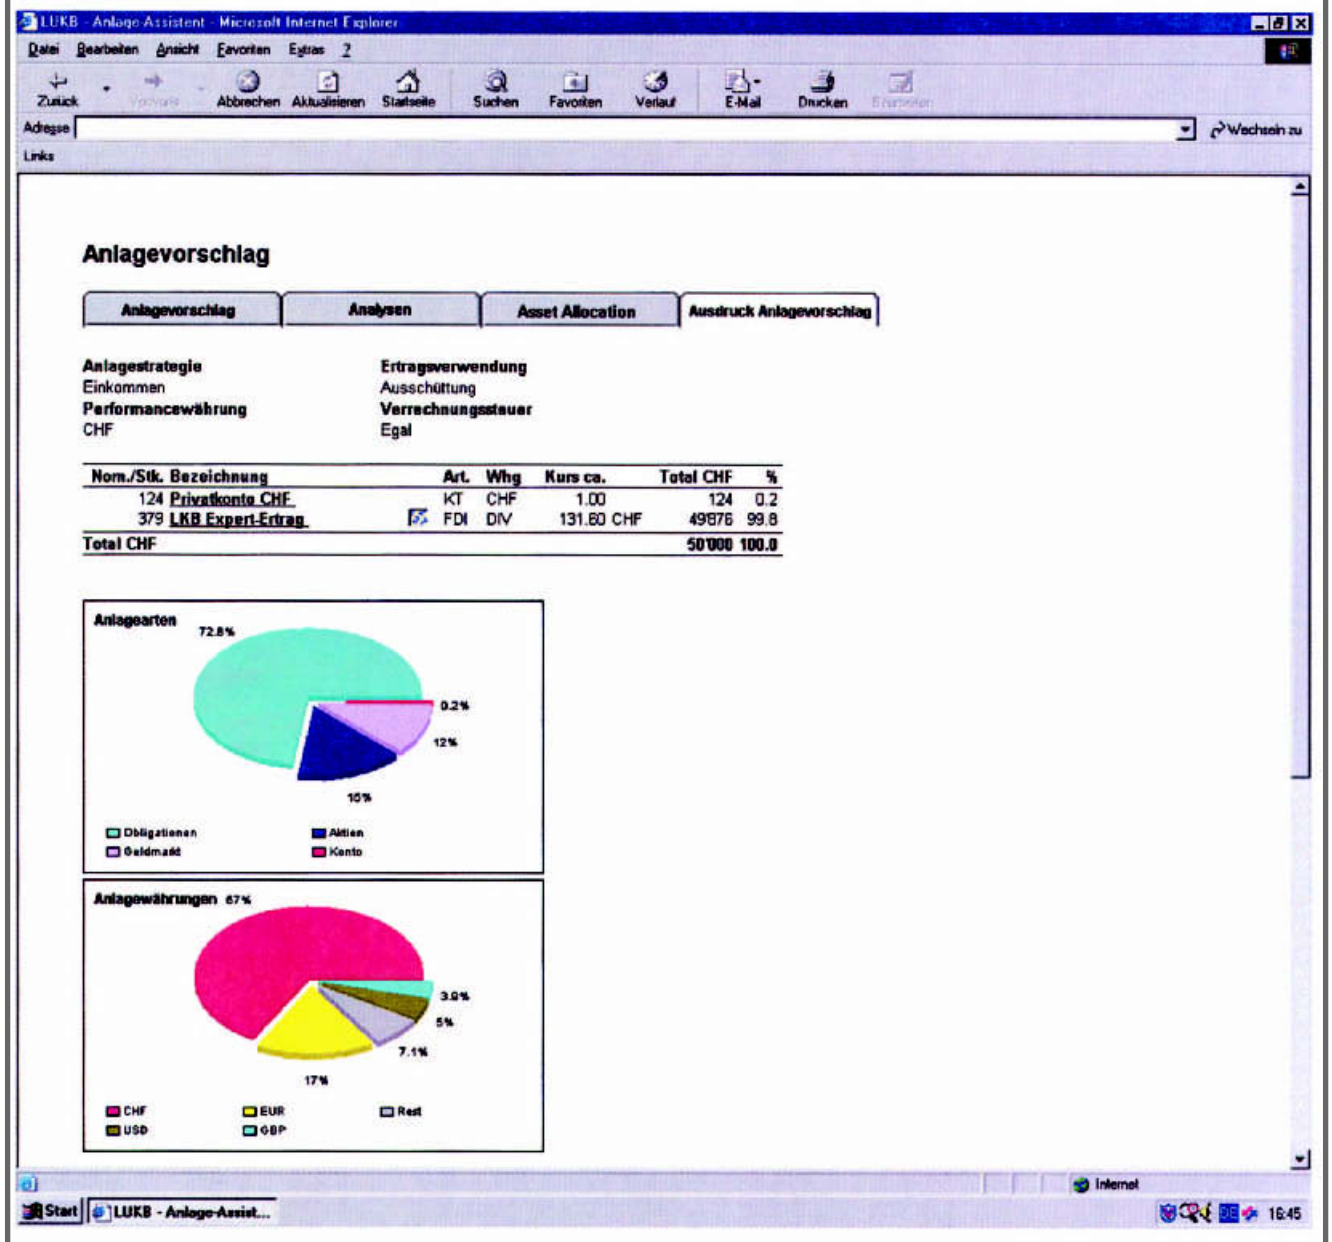 LUKB - Anlage-Assistent - Microsoft Internet Explorer
Datei Bearbeiten Ansicht Favoriten Extras ?
Zurück Vorwärts Abbrechen Aktualisieren Startseite Suchen Favoriten Verlauf E-Mail Drucken Bearbeiten
Adresse Wechseln zu
Links
Anlagevorschlag
Anlagevorschlag Analysen Asset Allocation Ausdruck Anlagevorschlag
Anlagestrategie Ertragsverwendung
Einkommen Ausschüttung
Performancewährung Verrechnungssteuer
CHF Egal
Nom./Stk. Bezeichnung Art. Whg Kurs ca. Total CHF %
124 Privatkonto CHF KT CHF 1.00 124 0.2
379 LKB Expert-Ertrag FDI DIV 131.60 CHF 49'876 99.8
Total CHF 50'000 100.0
Anlagearten
72.8%
0.2%
12%
15%
Obligationen Aktien
Geldmarkt Konto
Anlagewährungen 67%
3.9%
5%
7.1%
17%
CHF EUR Rest
USD GBP
Internet
Start LUKB - Anlage-Assist... DE 16:45